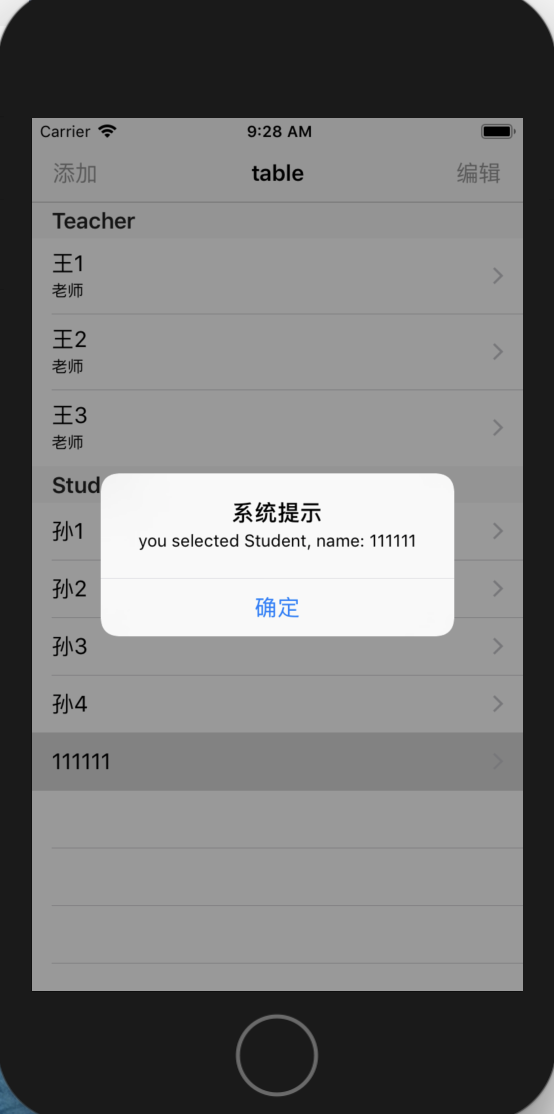 Carrier 9:28 AM
添加 table 编辑
Teacher
王1
老师
王2
老师
王3
老师
Stud
系统提示
you selected Student, name: 111111
确定
孙1
孙2
孙3
孙4
111111